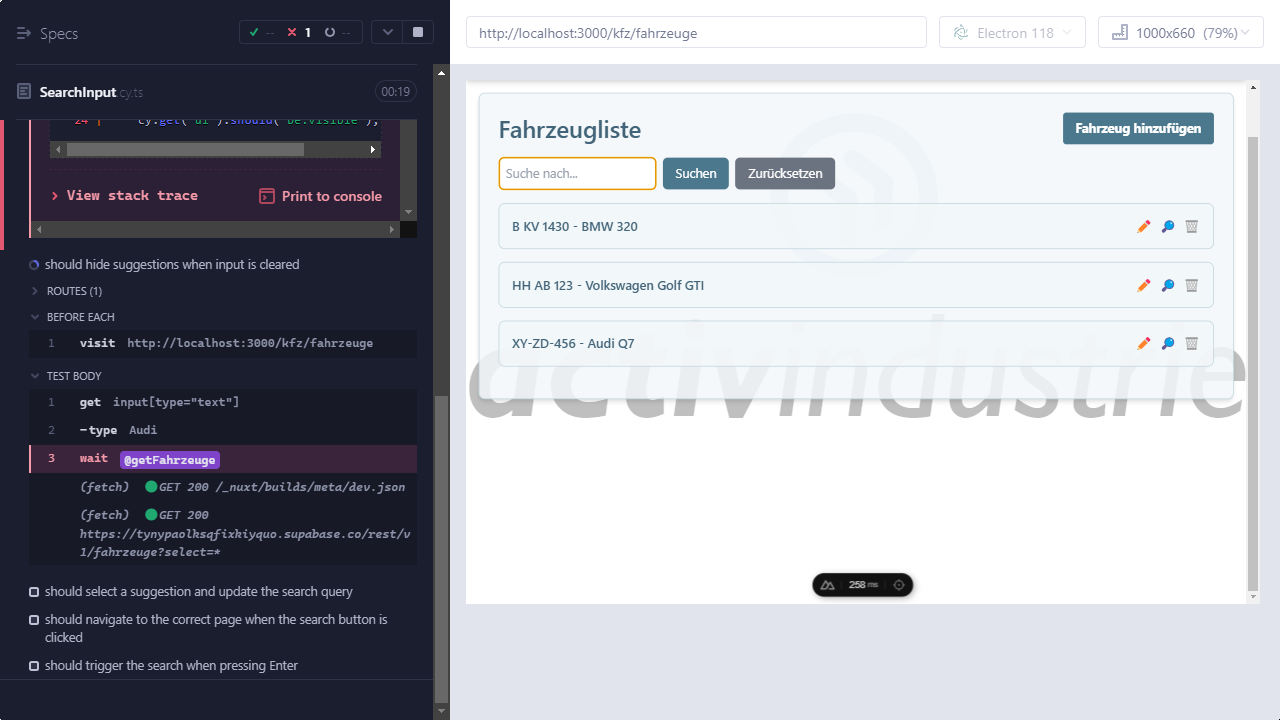 Specs
-- 1 --
SearchInput.cy.ts 00:19
24 | cy.get('ul').should('be.visible');
View stack trace Print to console
should hide suggestions when input is cleared
ROUTES (1)
BEFORE EACH
1 visit http://localhost:3000/kfz/fahrzeuge
TEST BODY
1 get input[type="text"]
2 -type Audi
3 wait @getFahrzeuge
(fetch) GET 200 /_nuxt/builds/meta/dev.json
(fetch) GET 200
https://tynypaolksqfixkiyquo.supabase.co/rest/v
1/fahrzeuge?select=*
should select a suggestion and update the search query
should navigate to the correct page when the search button is
clicked
should trigger the search when pressing Enter
http://localhost:3000/kfz/fahrzeuge
Electron 118
1000x660 (79%)
Fahrzeugliste
Fahrzeug hinzufügen
Suche nach...
Suchen
Zurücksetzen
B KV 1430 - BMW 320
HH AB 123 - Volkswagen Golf GTI
XY-ZD-456 - Audi Q7
activindustrie
258 ms